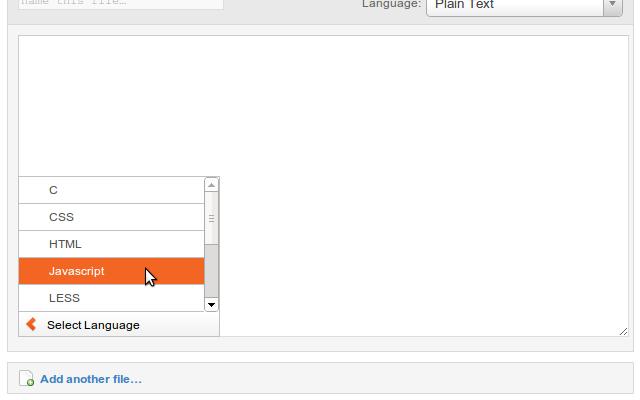 name this file…
Language: Plain Text
C
CSS
HTML
Javascript
LESS
Select Language
Add another file...